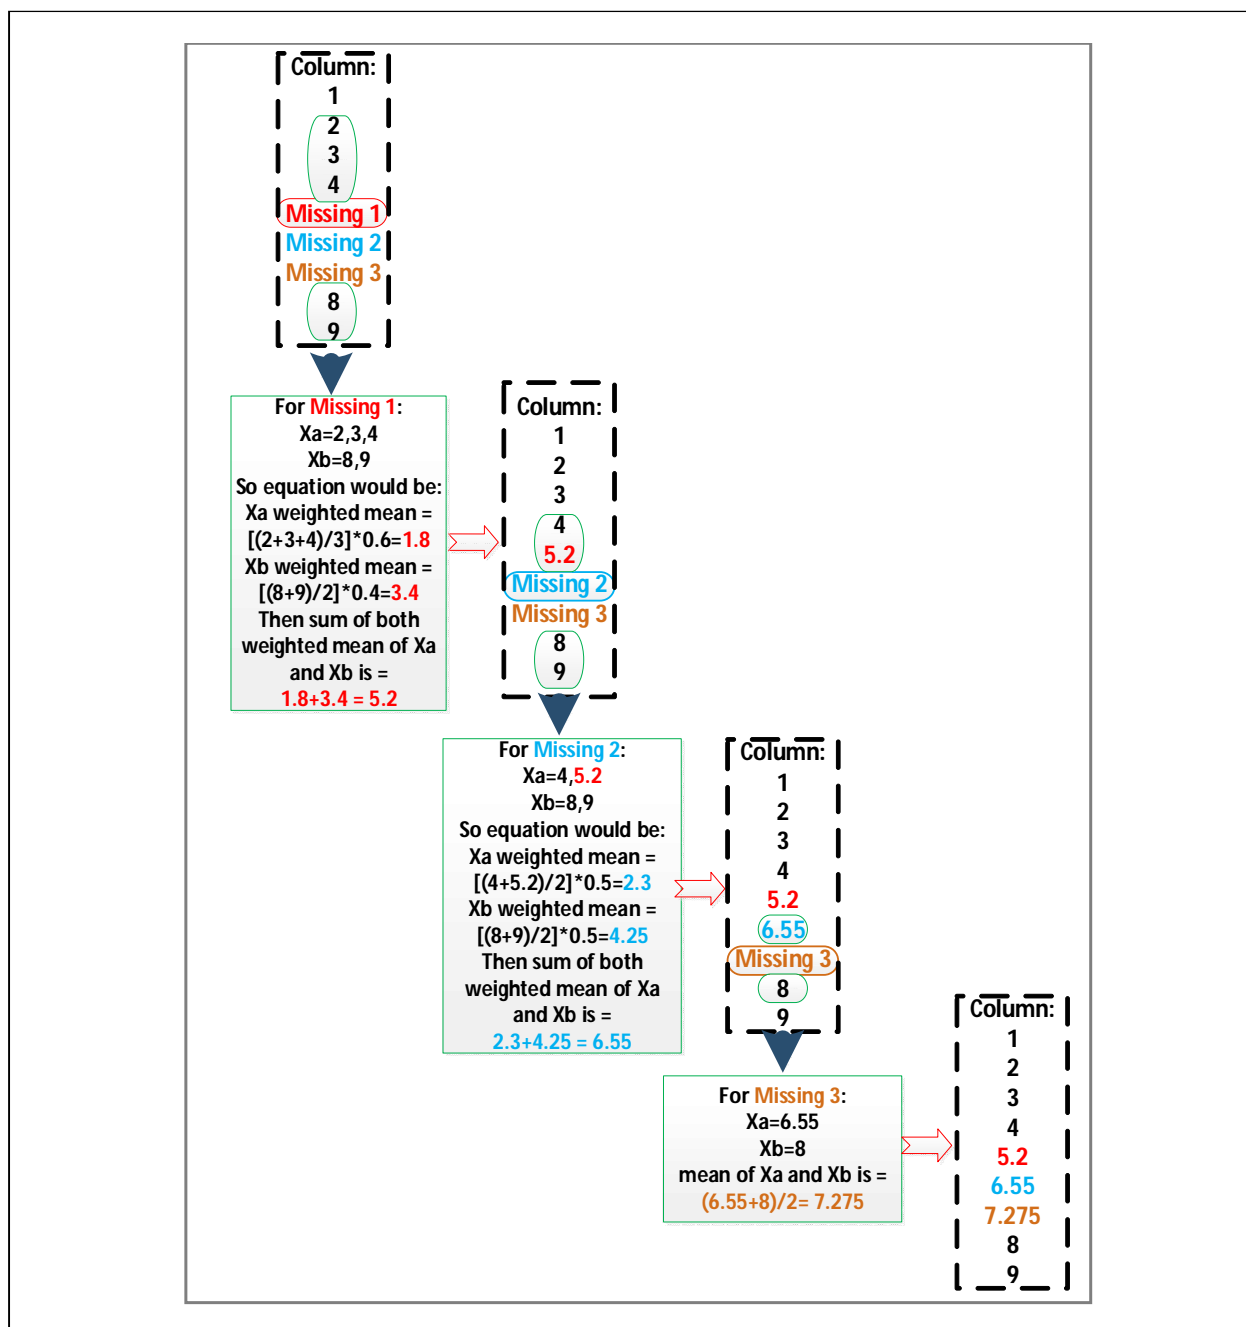 Column:
1
2
3
4
Missing 1
Missing 2
Missing 3
8
9
For Missing 1:
Xa=2,3,4
Xb=8,9
So equation would be:
Xa weighted mean =
[(2+3+4)/3]*0.6=1.8
Xb weighted mean =
[(8+9)/2]*0.4=3.4
Then sum of both
weighted mean of Xa
and Xb is =
1.8+3.4 = 5.2
Column:
1
2
3
4
5.2
Missing 2
Missing 3
8
9
For Missing 2:
Xa=4,5.2
Xb=8,9
So equation would be:
Xa weighted mean =
[(4+5.2)/2]*0.5=2.3
Xb weighted mean =
[(8+9)/2]*0.5=4.25
Then sum of both
weighted mean of Xa
and Xb is =
2.3+4.25 = 6.55
Column:
1
2
3
4
5.2
6.55
Missing 3
8
9
For Missing 3:
Xa=6.55
Xb=8
mean of Xa and Xb is =
(6.55+8)/2= 7.275
Column:
1
2
3
4
5.2
6.55
7.275
8
9